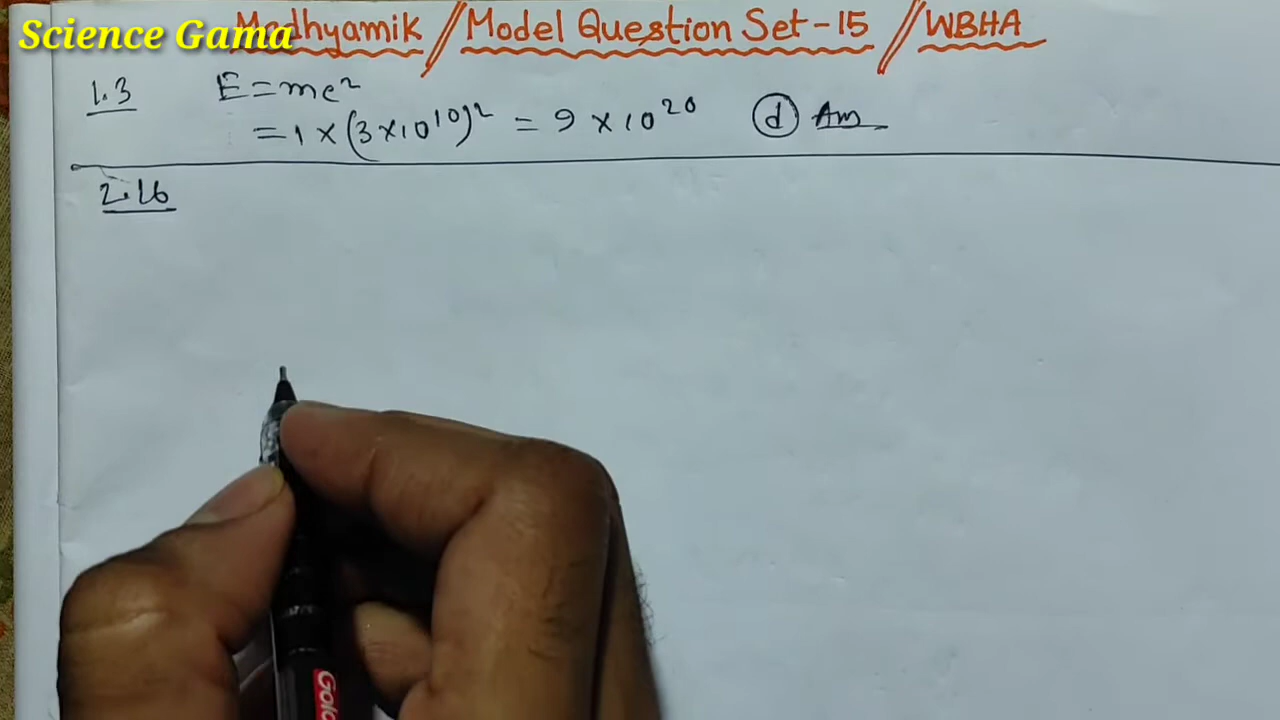 Science Gama
Madhyamik // Model Question Set-15 // WBHA
1.3 E = mc²
= 1 × (3×10¹⁰)² = 9 × 10²⁰ (d) Ans
2.16
Gold